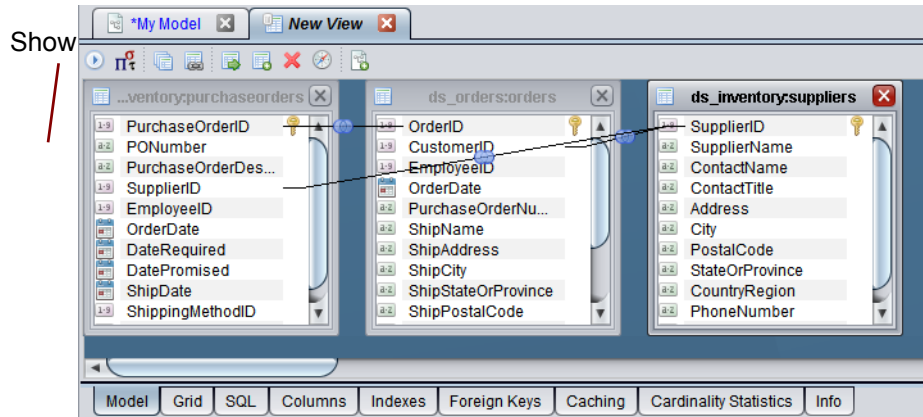 *My Model
New View
Show
...ventory:purchaseorders
PurchaseOrderID
PONumber
PurchaseOrderDes...
SupplierID
EmployeeID
OrderDate
DateRequired
DatePromised
ShipDate
ShippingMethodID
ds_orders:orders
OrderID
CustomerID
EmployeeID
OrderDate
PurchaseOrderNu...
ShipName
ShipAddress
ShipCity
ShipStateOrProvince
ShipPostalCode
ds_inventory:suppliers
SupplierID
SupplierName
ContactName
ContactTitle
Address
City
PostalCode
StateOrProvince
CountryRegion
PhoneNumber
Model Grid SQL Columns Indexes Foreign Keys Caching Cardinality Statistics Info